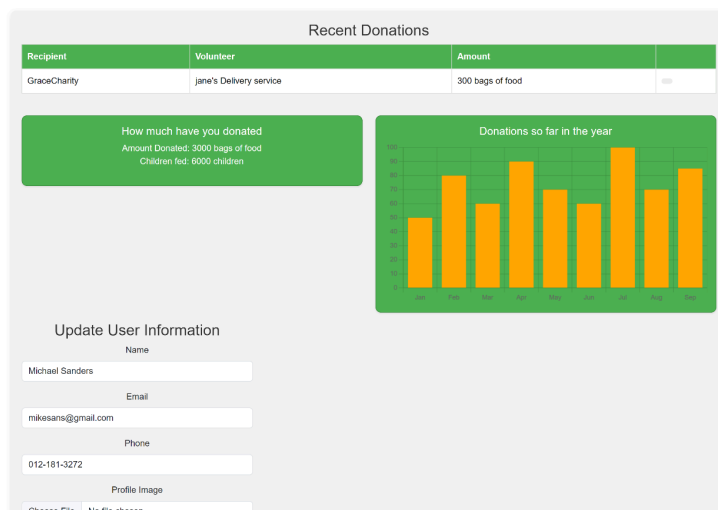 Recent Donations
Recipient Volunteer Amount
GraceCharity jane's Delivery service 300 bags of food
How much have you donated
Amount Donated: 3000 bags of food
Children fed: 6000 children
Donations so far in the year
100
90
80
70
60
50
40
30
20
10
0
Jan Feb Mar Apr May Jun Jul Aug Sep
Update User Information
Name
Michael Sanders
Email
mikesans@gmail.com
Phone
012-181-3272
Profile Image
Choose File No file chosen